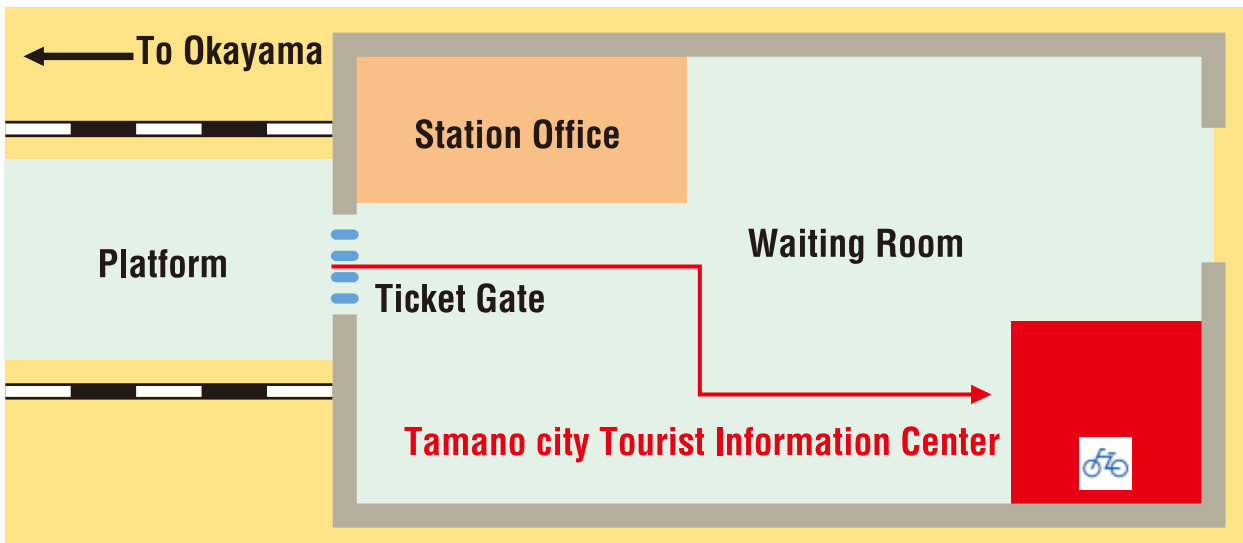 To Okayama
Station Office
Platform
Waiting Room
Ticket Gate
Tamano city Tourist Information Center